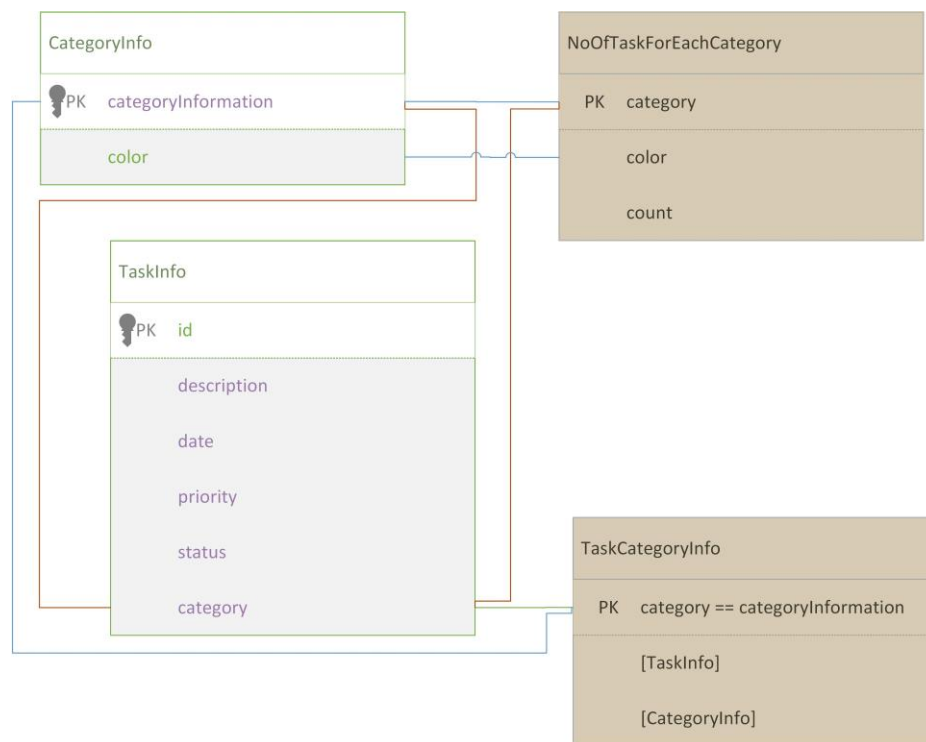 CategoryInfo
PK categoryInformation
color
NoOfTaskForEachCategory
PK category
color
count
TaskInfo
PK id
description
date
priority
status
category
TaskCategoryInfo
PK category == categoryInformation
[TaskInfo]
[CategoryInfo]